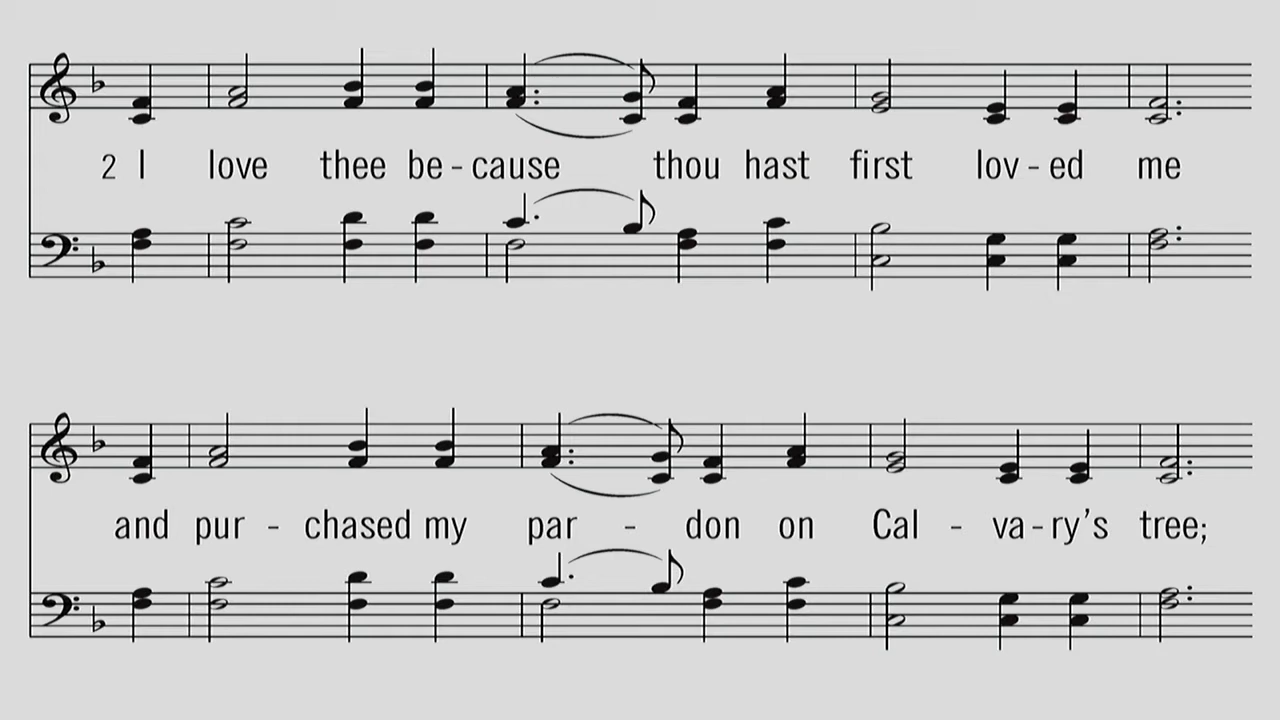 2 I love thee be - cause thou hast first lov - ed me
and pur - chased my par - don on Cal - va - ry's tree;